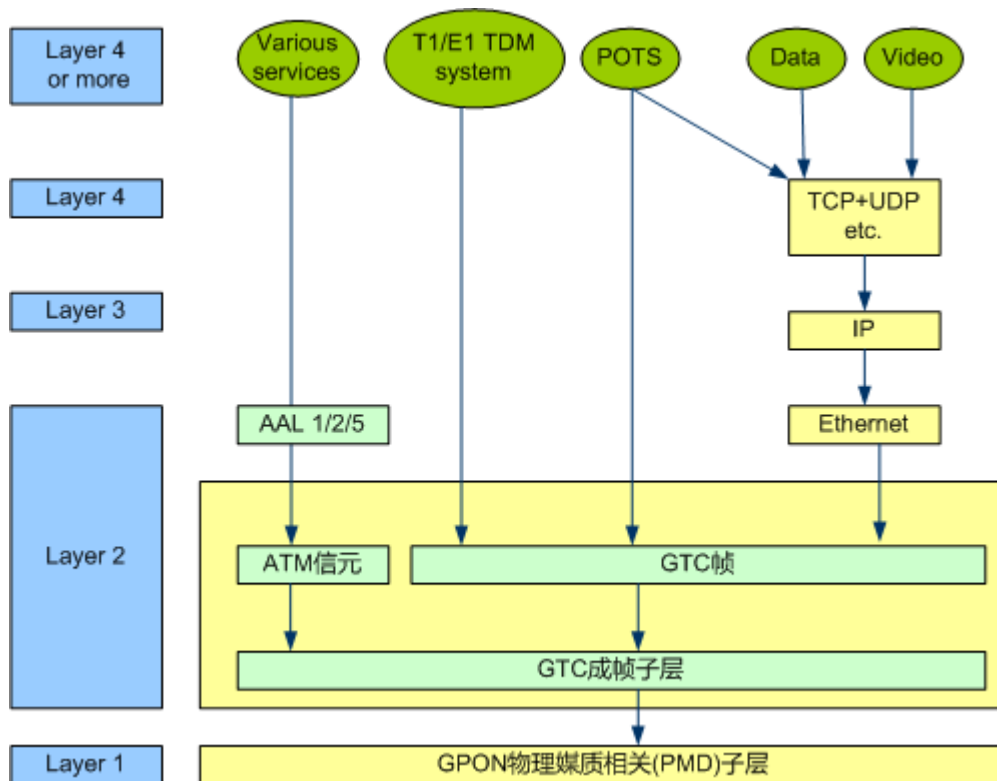 Layer 4
or more
Various
services
T1/E1 TDM
system
POTS
Data
Video
Layer 4
TCP+UDP
etc.
Layer 3
IP
AAL 1/2/5
Ethernet
Layer 2
ATM信元
GTC帧
GTC成帧子层
Layer 1
GPON物理媒质相关(PMD)子层